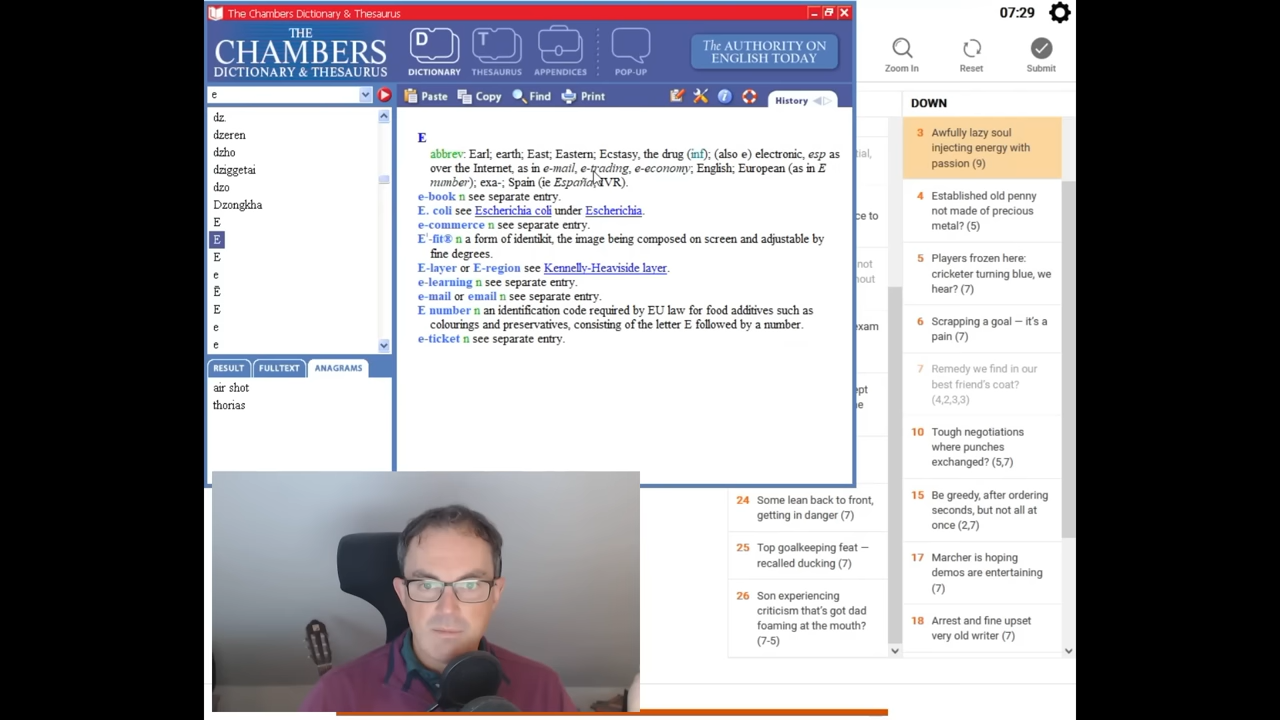 The Chambers Dictionary & Thesaurus
THE
CHAMBERS
DICTIONARY & THESAURUS
D
DICTIONARY
T
THESAURUS
APPENDICES
POP-UP
The AUTHORITY ON
ENGLISH TODAY
07:29
Zoom In
Reset
Submit
e
Paste
Copy
Find
Print
History
dz.
dzeren
dzho
dziggetai
dzo
Dzongkha
E
E
E
e
Ē
E
e
e
RESULT
FULLTEXT
ANAGRAMS
air shot
thorias
E
abbrev: Earl; earth; East; Eastern; Ecstasy, the drug (inf); (also e) electronic, esp as
over the Internet, as in e-mail, e-trading, e-economy; English; European (as in E
number); exa-; Spain (ie España; IVR).
e-book n see separate entry.
E. coli see Escherichia coli under Escherichia.
e-commerce n see separate entry.
E'-fit® n a form of identikit, the image being composed on screen and adjustable by
fine degrees.
E-layer or E-region see Kennelly-Heaviside layer.
e-learning n see separate entry.
e-mail or email n see separate entry.
E number n an identification code required by EU law for food additives such as
colourings and preservatives, consisting of the letter E followed by a number.
e-ticket n see separate entry.
tial,
ce to
not
hout
exam
ept
ne
24 Some lean back to front,
getting in danger (7)
25 Top goalkeeping feat —
recalled ducking (7)
26 Son experiencing
criticism that's got dad
foaming at the mouth?
(7-5)
DOWN
3 Awfully lazy soul
injecting energy with
passion (9)
4 Established old penny
not made of precious
metal? (5)
5 Players frozen here:
cricketer turning blue, we
hear? (7)
6 Scrapping a goal — it's a
pain (7)
7 Remedy we find in our
best friend's coat?
(4,2,3,3)
10 Tough negotiations
where punches
exchanged? (5,7)
15 Be greedy, after ordering
seconds, but not all at
once (2,7)
17 Marcher is hoping
demos are entertaining
(7)
18 Arrest and fine upset
very old writer (7)